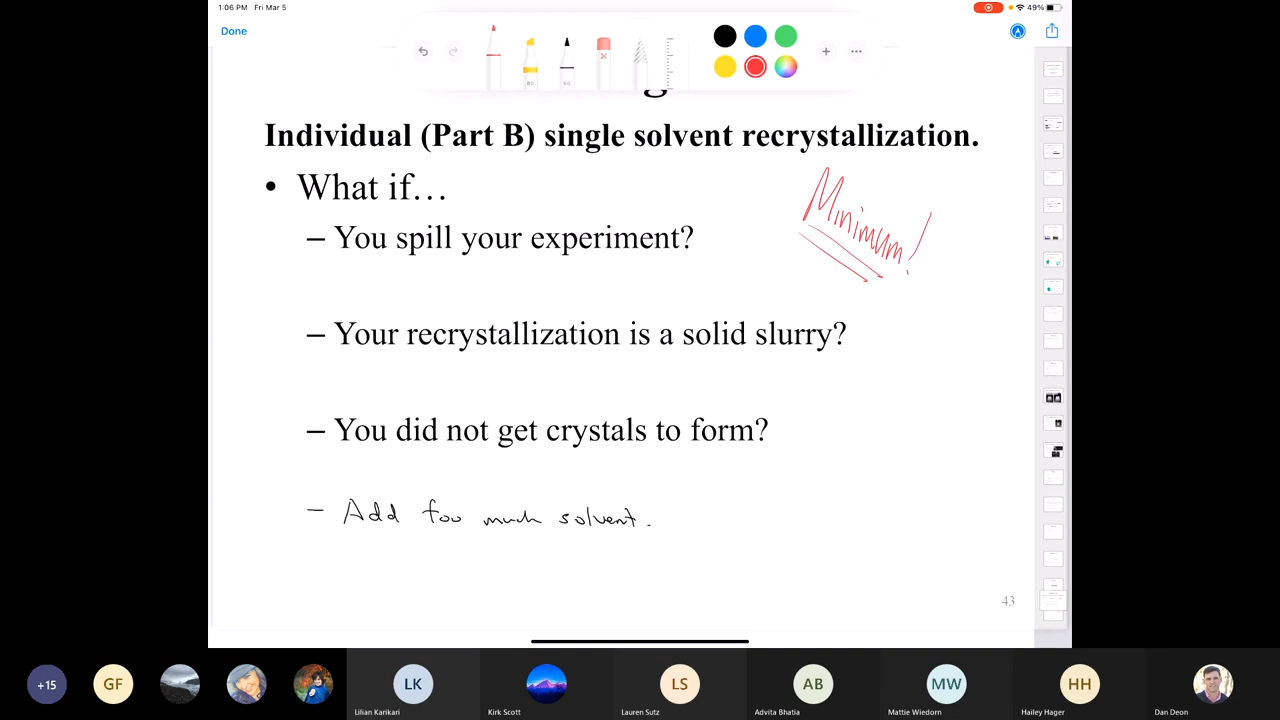 1:06 PM Fri Mar 5
49%
Done
Individual (Part B) single solvent recrystallization.
• What if…
Minimum!
– You spill your experiment?
– Your recrystallization is a solid slurry?
– You did not get crystals to form?
– Add too much solvent.
43
+15
GF
LK
LS
AB
MW
HH
Lilian Karikari
Kirk Scott
Lauren Sutz
Advita Bhatia
Mattie Wiedorn
Hailey Hager
Dan Deon